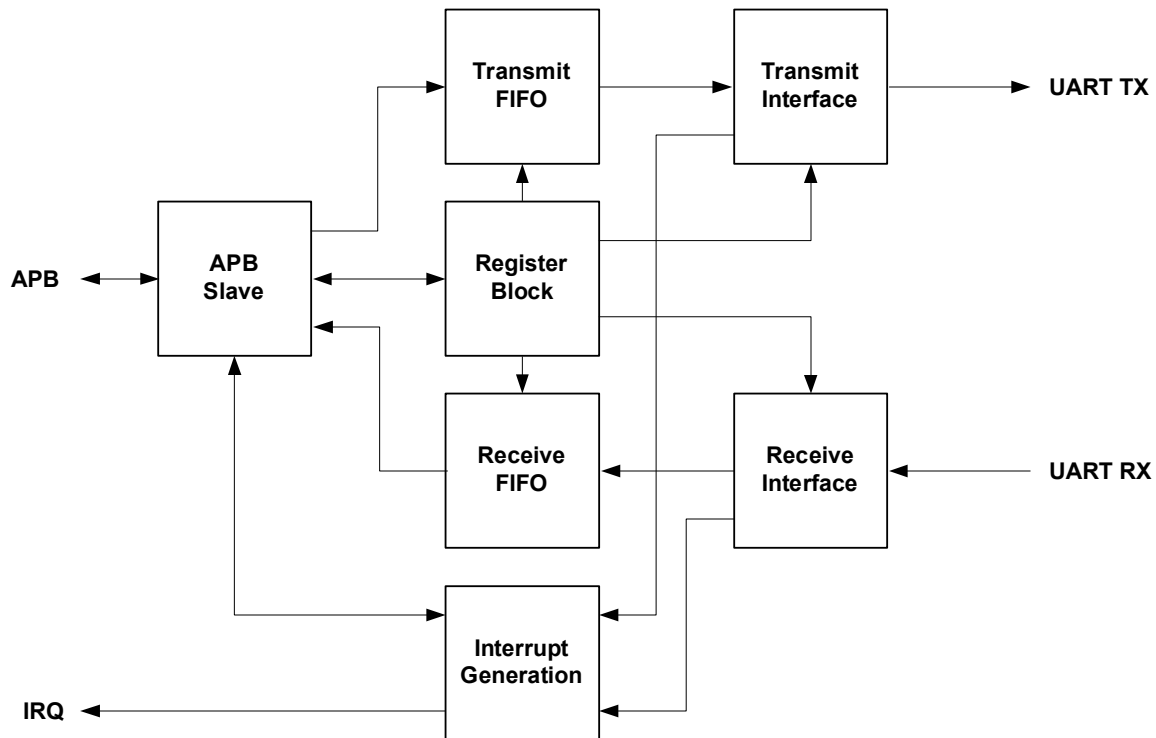 Transmit
FIFO
Transmit
Interface
UART TX
APB
APB
Slave
Register
Block
Receive
FIFO
Receive
Interface
UART RX
Interrupt
Generation
IRQ